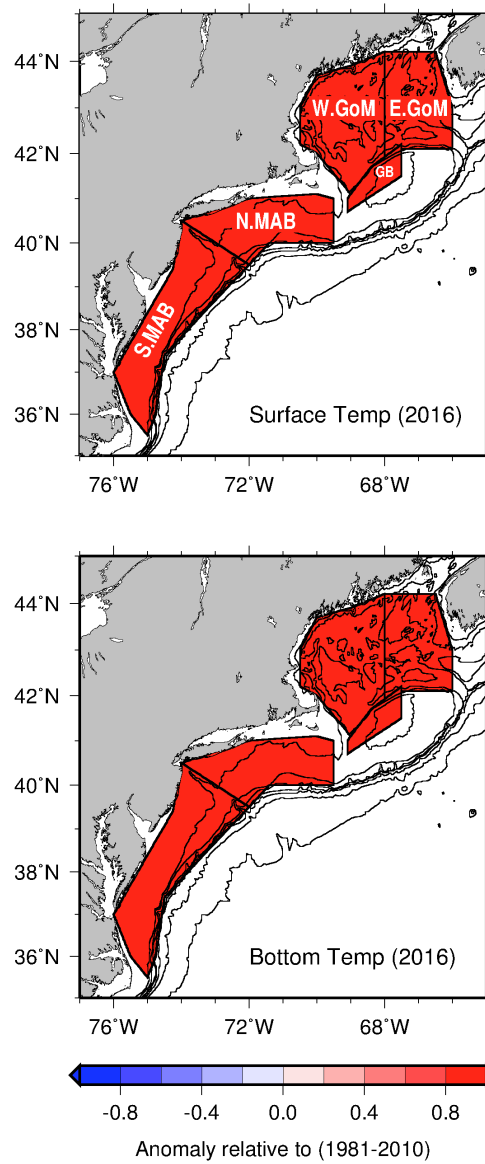 44˚N
42˚N
40˚N
38˚N
36˚N
W.GoM
E.GoM
GB
N.MAB
S.MAB
Surface Temp (2016)
76˚W
72˚W
68˚W
44˚N
42˚N
40˚N
38˚N
36˚N
Bottom Temp (2016)
76˚W
72˚W
68˚W
-0.8
-0.4
0.0
0.4
0.8
Anomaly relative to (1981-2010)